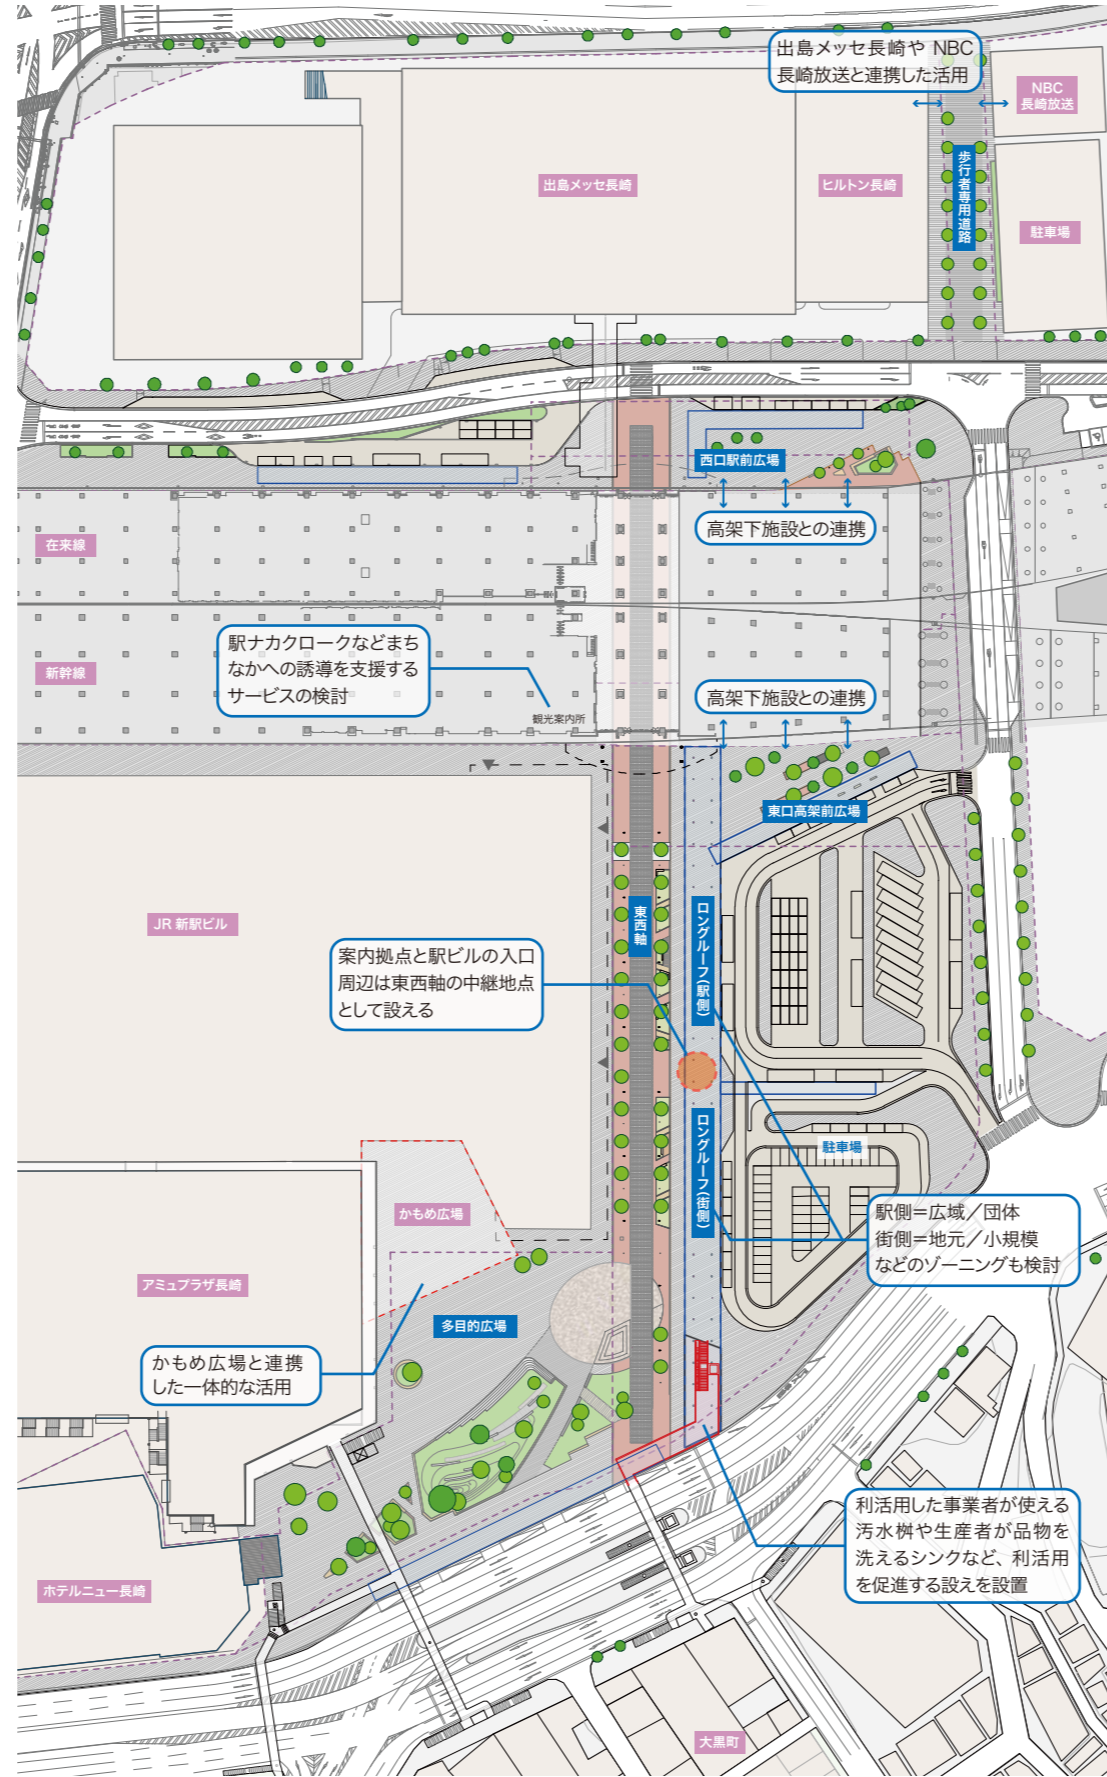 出島メッセ長崎や NBC
長崎放送と連携した活用
NBC
長崎放送
出島メッセ長崎
ヒルトン長崎
歩行者専用道路
駐車場
西口駅前広場
高架下施設との連携
在来線
駅ナカクロークなどまち
なかへの誘導を支援する
サービスの検討
新幹線
高架下施設との連携
観光案内所
東口高架前広場
JR 新駅ビル
東西軸
ロングルーフ(駅側)
案内拠点と駅ビルの入口
周辺は東西軸の中継地点
として設える
ロングルーフ(街側)
駐車場
かもめ広場
駅側=広域/団体
街側=地元/小規模
などのゾーニングも検討
アミュプラザ長崎
多目的広場
かもめ広場と連携
した一体的な活用
利活用した事業者が使える
汚水桝や生産者が品物を
洗えるシンクなど、利活用
を促進する設えを設置
ホテルニュー長崎
大黒町